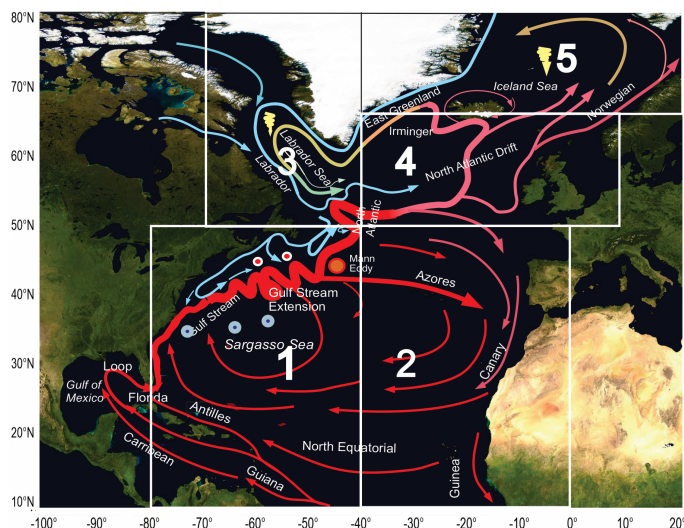 80°N
70°N
60°N
50°N
40°N
30°N
20°N
10°N
5
Iceland Sea
East Greenland
Norwegian
Irminger
Labrador Sea
3
4
Labrador
North Atlantic Drift
North
Atlantic
Mann
Eddy
Azores
Gulf Stream
Gulf Stream
Extension
Sargasso Sea
1
2
Canary
Loop
Gulf of
Mexico
Florida
Antilles
Carribean
North Equatorial
Guiana
Guinea
-100°
-90°
-80°
-70°
-60°
-50°
-40°
-30°
-20°
-10°
0°
10°
20°